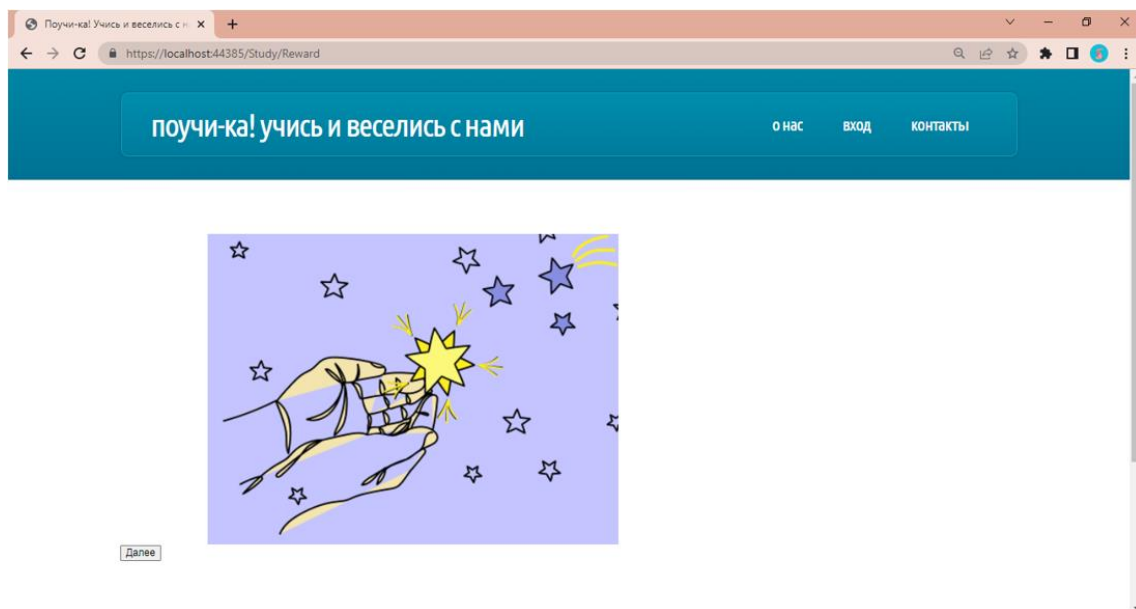 Поучи-ка! Учись и веселись с н
https://localhost:44385/Study/Reward
поучи-ка! учись и веселись с нами
о нас вход контакты
Далее